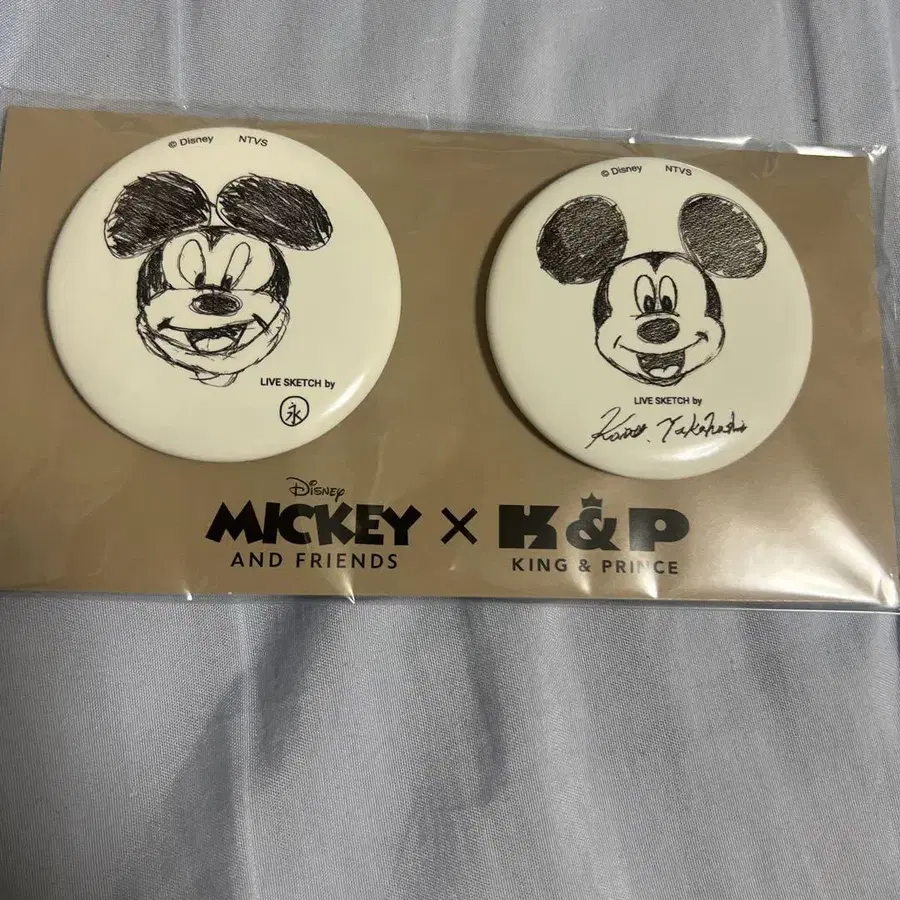 © Disney NTVS
LIVE SKETCH by
永
© Disney NTVS
LIVE SKETCH by
Kaito. Takahashi
Disney
MICKEY × K&P
AND FRIENDS KING & PRINCE